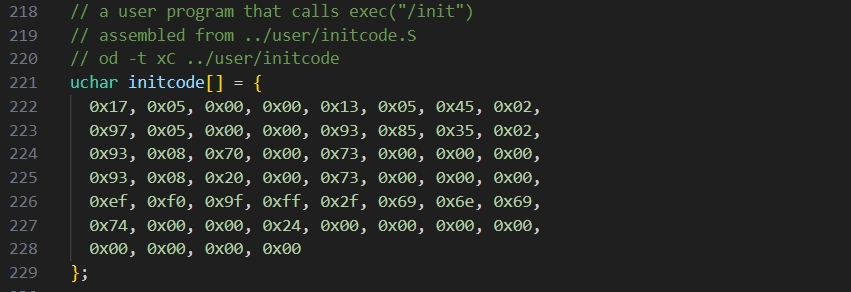 218 // a user program that calls exec("/init")
219 // assembled from ../user/initcode.S
220 // od -t xC ../user/initcode
221 uchar initcode[] = {
222 0x17, 0x05, 0x00, 0x00, 0x13, 0x05, 0x45, 0x02,
223 0x97, 0x05, 0x00, 0x00, 0x93, 0x85, 0x35, 0x02,
224 0x93, 0x08, 0x70, 0x00, 0x73, 0x00, 0x00, 0x00,
225 0x93, 0x08, 0x20, 0x00, 0x73, 0x00, 0x00, 0x00,
226 0xef, 0xf0, 0x9f, 0xff, 0x2f, 0x69, 0x6e, 0x69,
227 0x74, 0x00, 0x00, 0x24, 0x00, 0x00, 0x00, 0x00,
228 0x00, 0x00, 0x00, 0x00
229 };